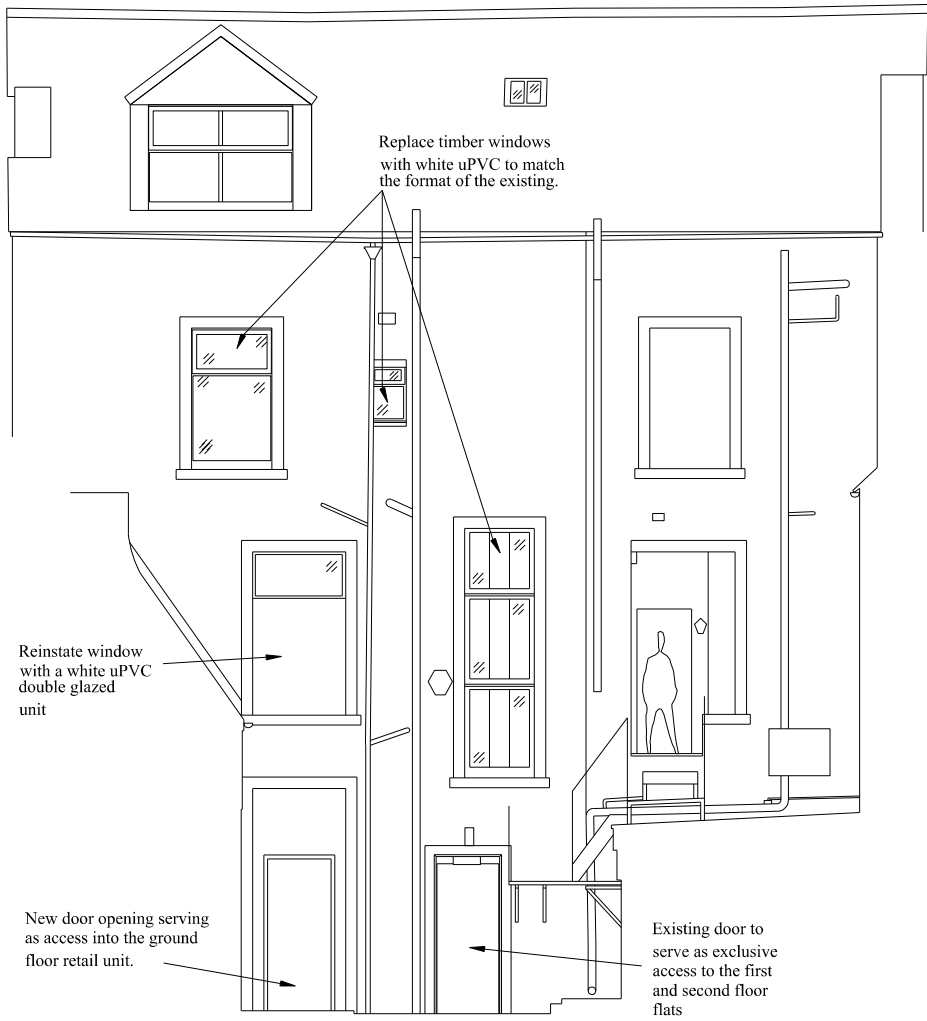 Replace timber windows
with white uPVC to match
the format of the existing.
Reinstate window
with a white uPVC
double glazed
unit
New door opening serving
as access into the ground
floor retail unit.
Existing door to
serve as exclusive
access to the first
and second floor
flats